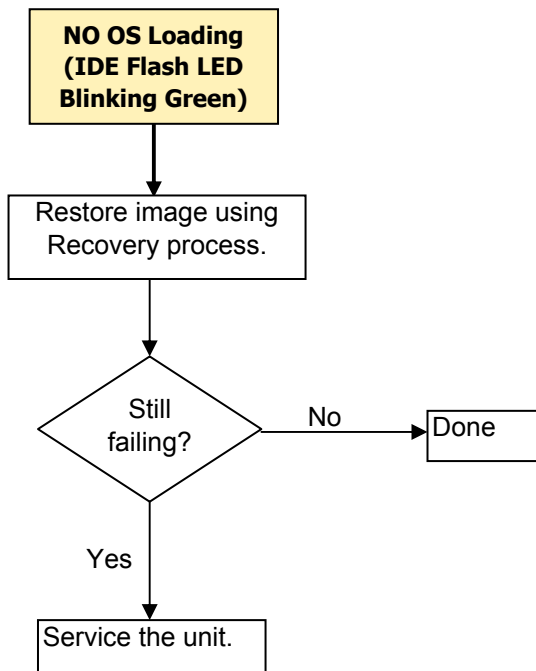 NO OS Loading
(IDE Flash LED
Blinking Green)
Restore image using
Recovery process.
Still
failing?
No
Done
Yes
Service the unit.